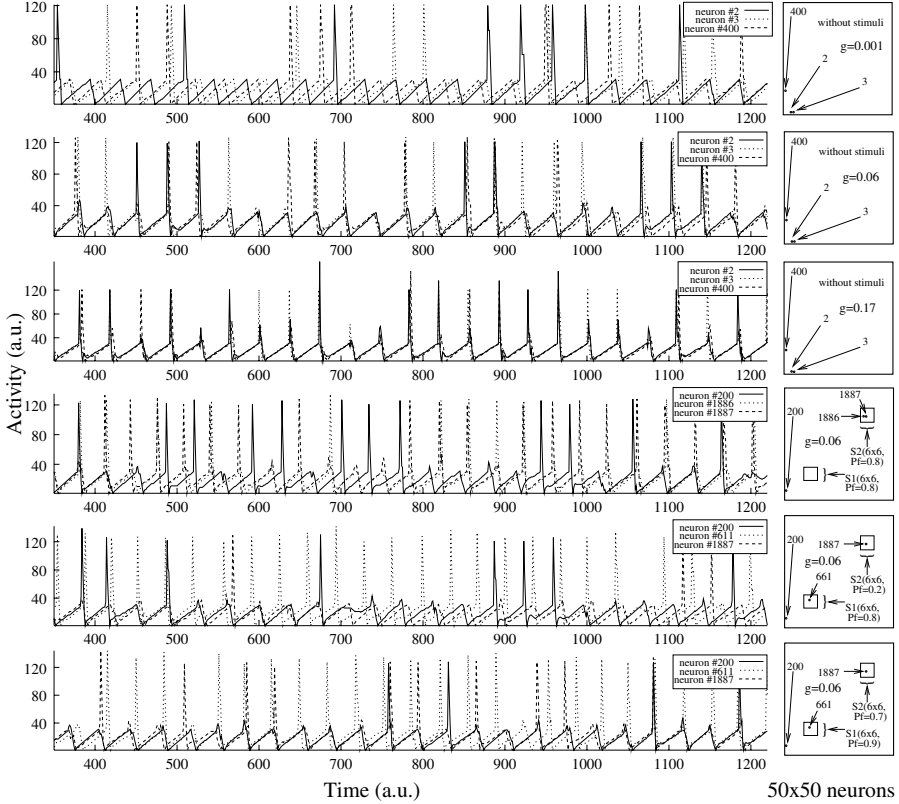 120
80
40
neuron #2
neuron #3
neuron #400
400 500 600 700 800 900 1000 1100 1200
400
without stimuli
g=0.001
2
3
120
80
40
neuron #2
neuron #3
neuron #400
400 500 600 700 800 900 1000 1100 1200
400
without stimuli
g=0.06
2
3
120
80
40
neuron #2
neuron #3
neuron #400
400 500 600 700 800 900 1000 1100 1200
400
without stimuli
g=0.17
2
3
Activity (a.u.)
120
80
40
neuron #200
neuron #1886
neuron #1887
400 500 600 700 800 900 1000 1100 1200
1887
200
1886
g=0.06
S2(6x6,
Pf=0.8)
S1(6x6,
Pf=0.8)
120
80
40
neuron #200
neuron #611
neuron #1887
400 500 600 700 800 900 1000 1100 1200
200
1887
g=0.06
661
S2(6x6,
Pf=0.2)
S1(6x6,
Pf=0.8)
120
80
40
neuron #200
neuron #611
neuron #1887
400 500 600 700 800 900 1000 1100 1200
200
1887
g=0.06
661
S2(6x6,
Pf=0.7)
S1(6x6,
Pf=0.9)
Time (a.u.)
50x50 neurons